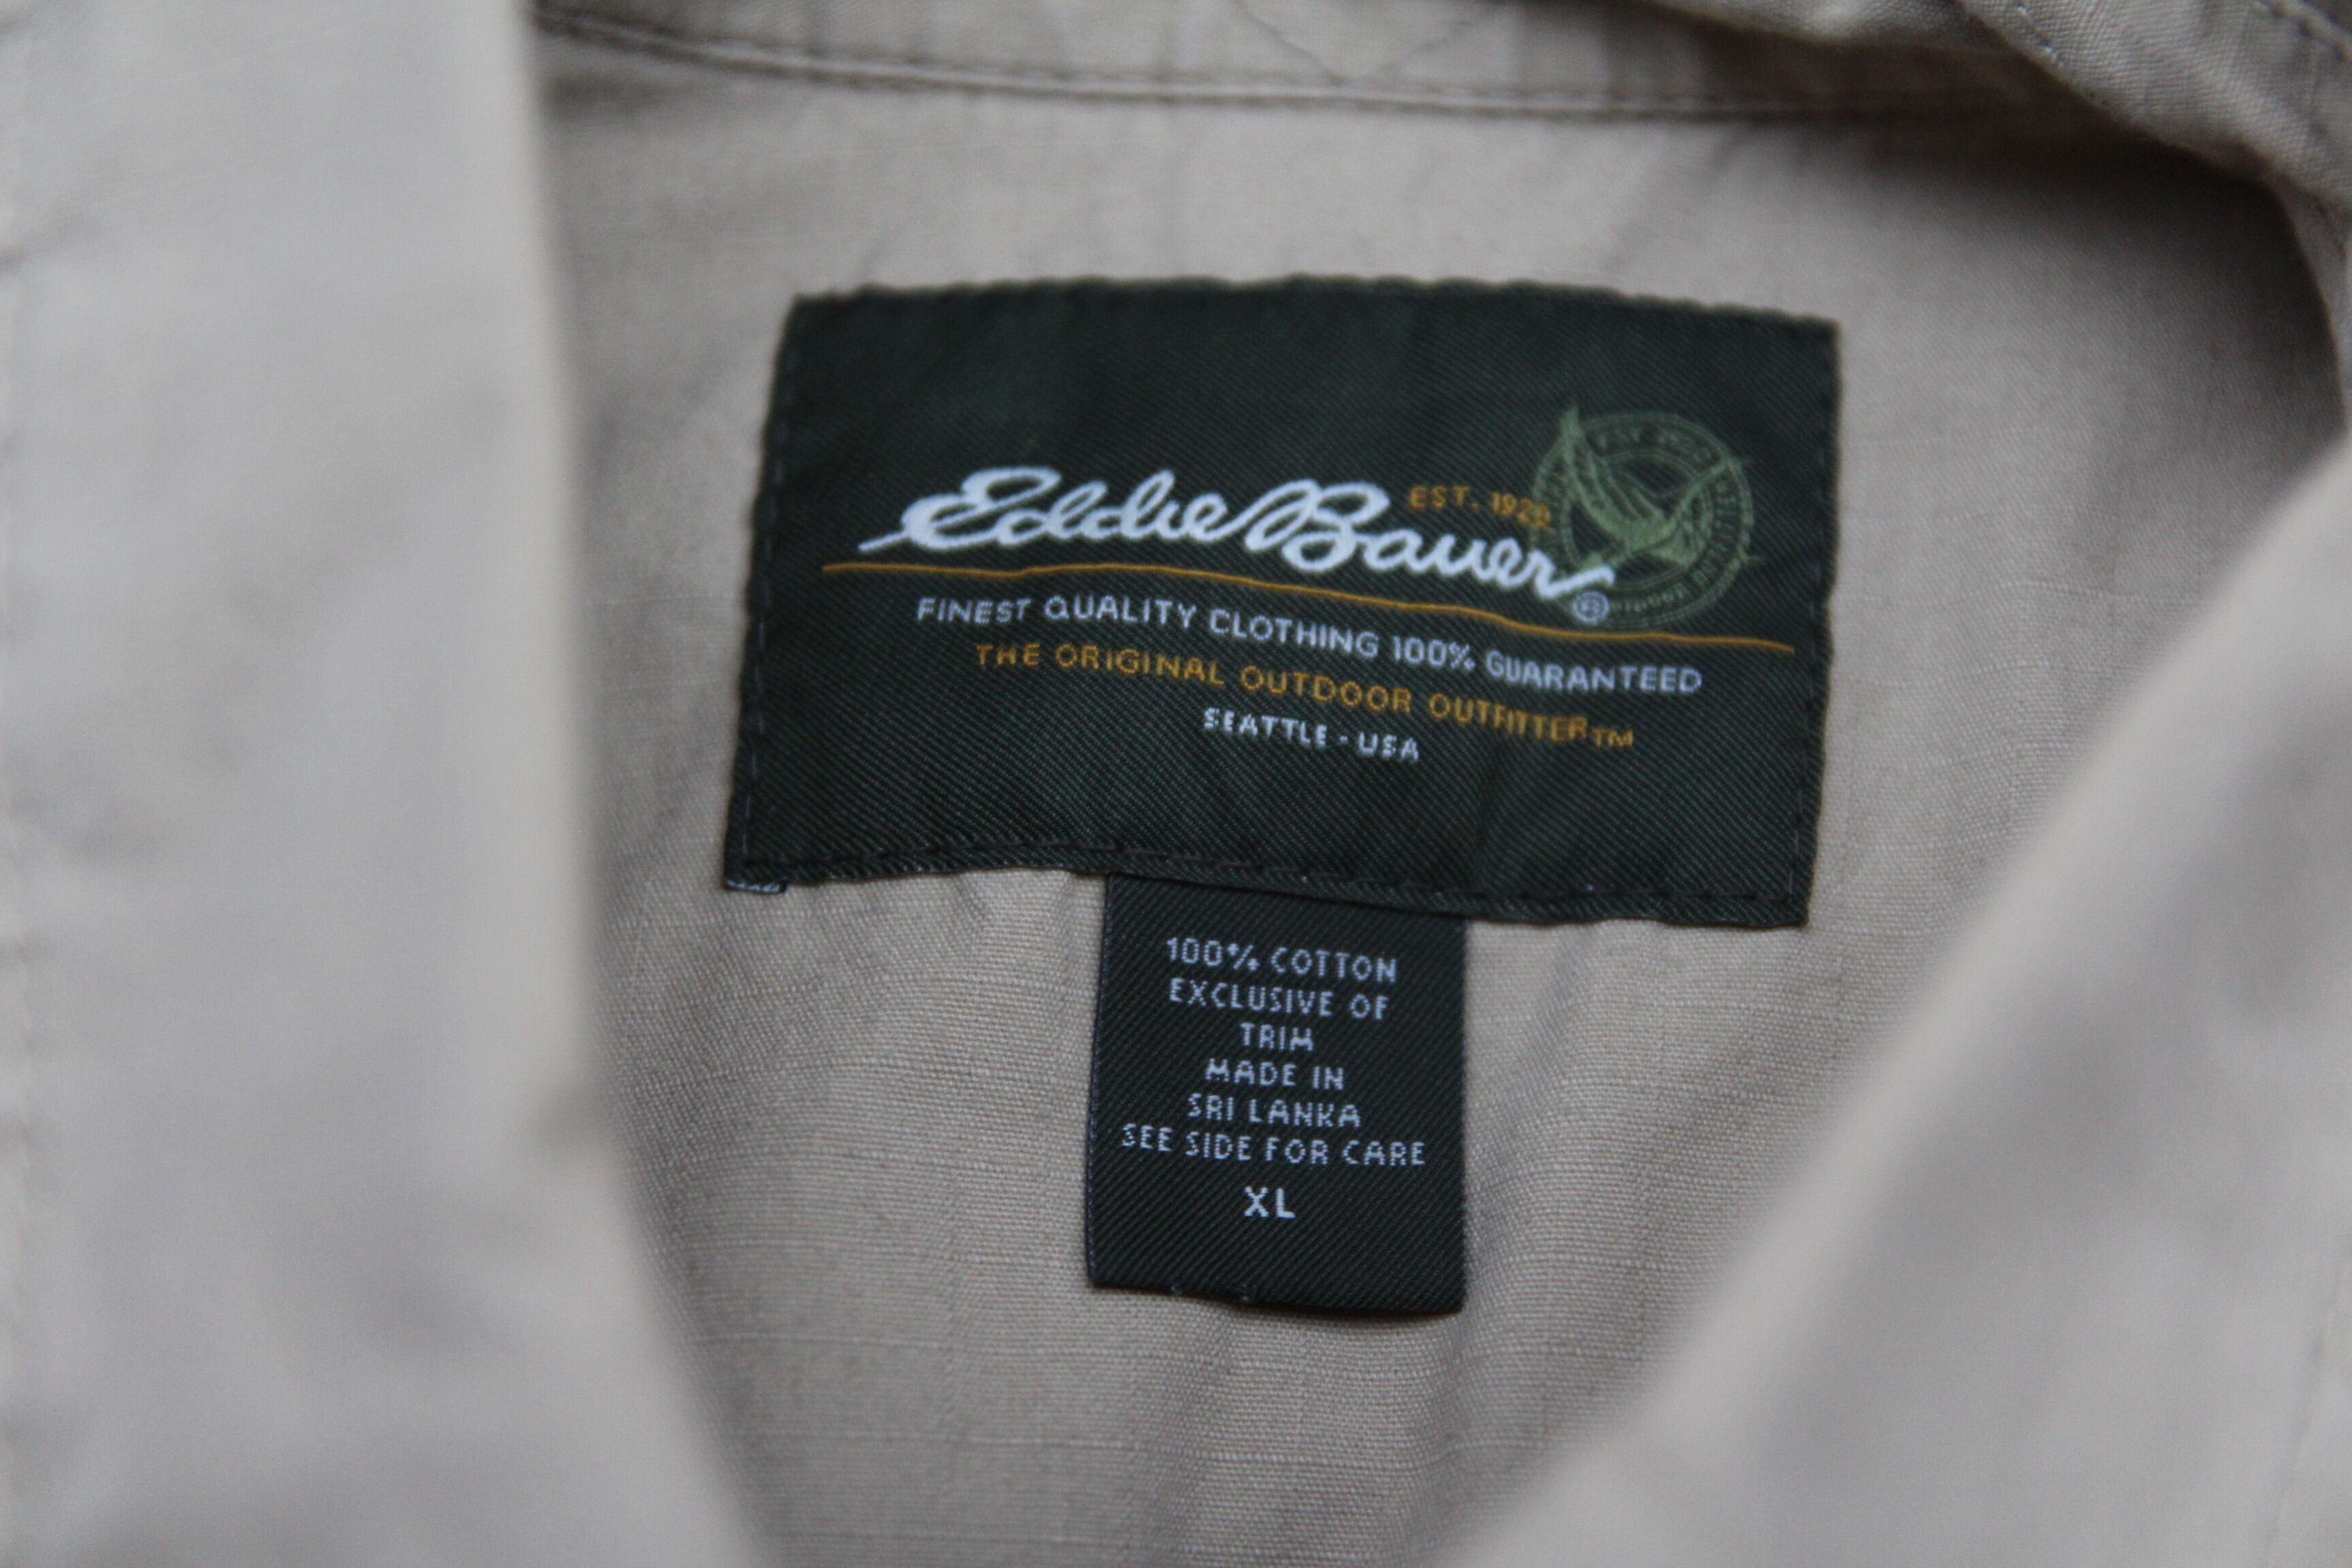 EST. 1920
Eddie Bauer®
FINEST QUALITY CLOTHING 100% GUARANTEED
THE ORIGINAL OUTDOOR OUTFITTER™
SEATTLE - USA
100% COTTON
EXCLUSIVE OF
TRIM
MADE IN
SRI LANKA
SEE SIDE FOR CARE
XL